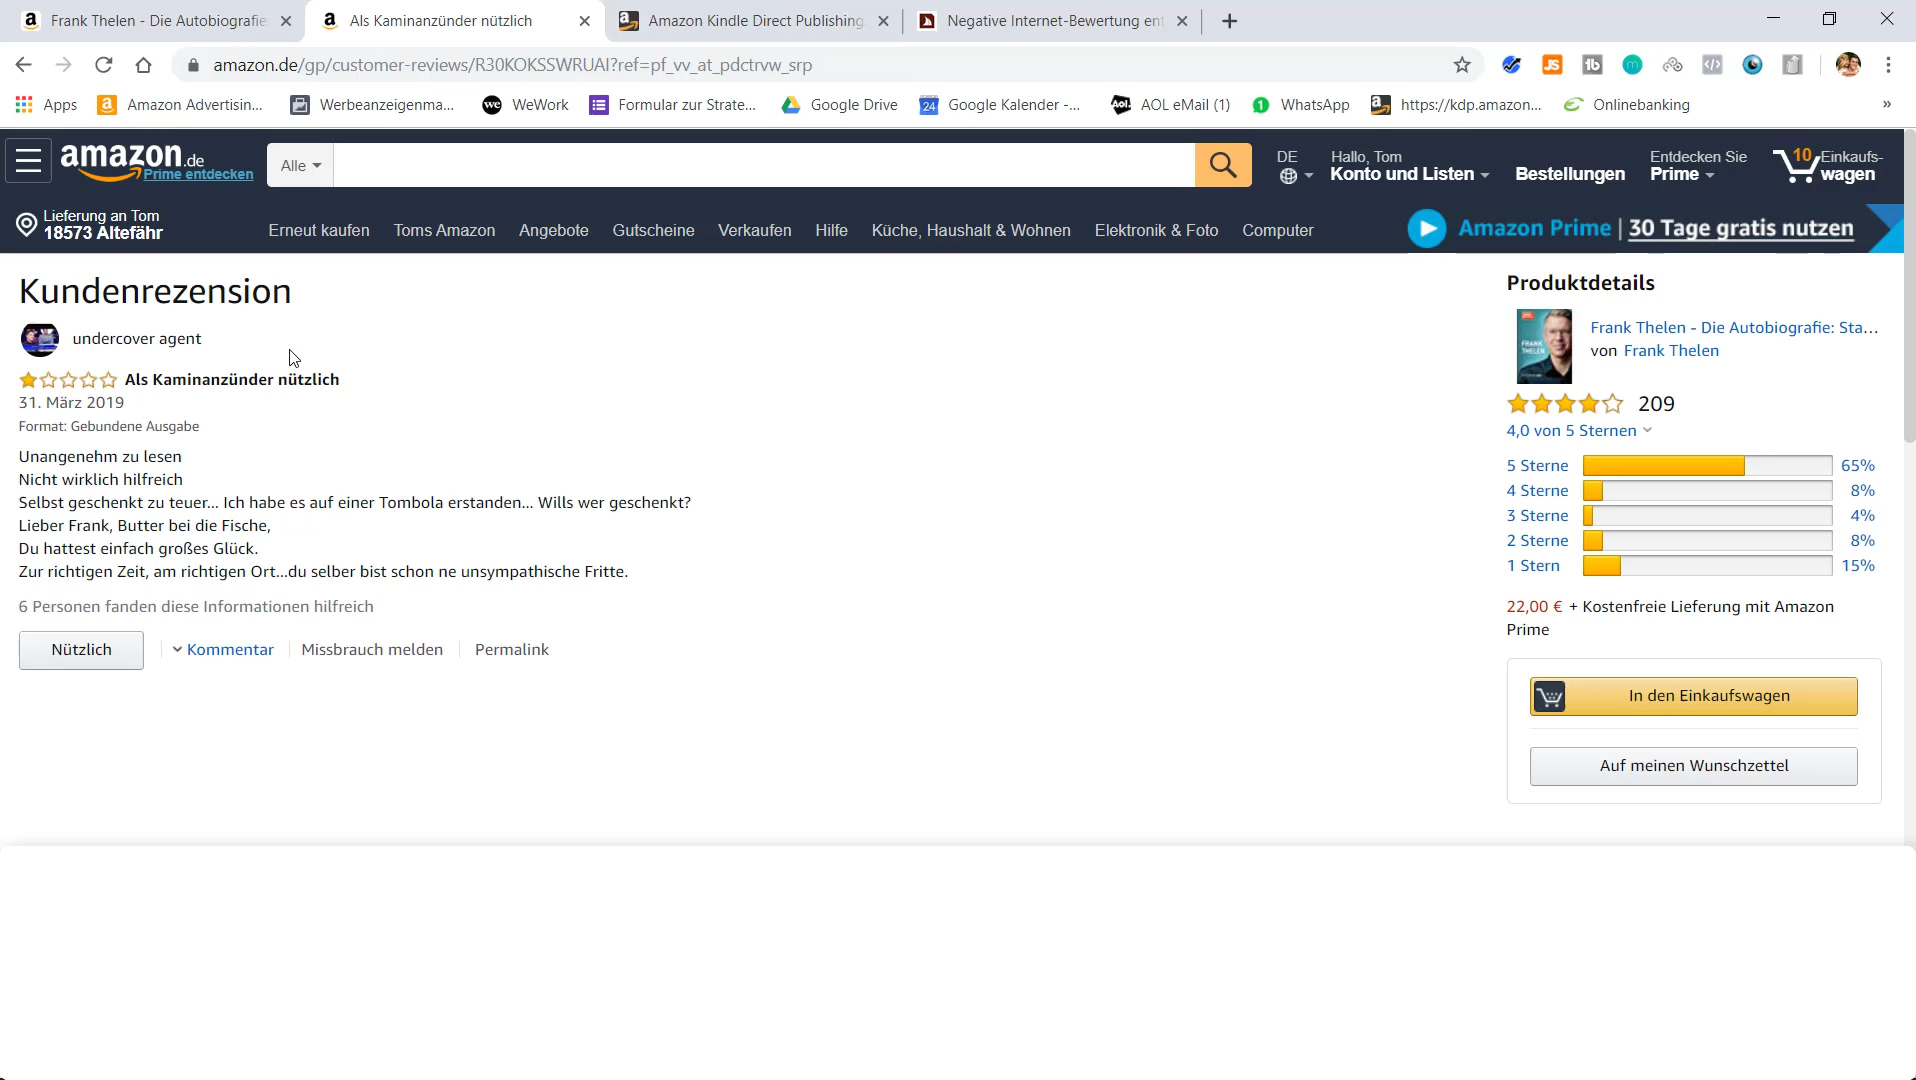 Frank Thelen - Die Autobiografie
Als Kaminanzünder nützlich
Amazon Kindle Direct Publishing
Negative Internet-Bewertung ent
amazon.de/gp/customer-reviews/R30KOKSSWRUAI?ref=pf_vv_at_pdctrvw_srp
Apps
Amazon Advertisin...
Werbeanzeigenma...
WeWork
Formular zur Strate...
Google Drive
24
Google Kalender -...
Aol.
AOL eMail (1)
1
WhatsApp
https://kdp.amazon...
Onlinebanking
»
amazon.de
Prime entdecken
Alle
DE
Hallo, Tom
Konto und Listen
Bestellungen
Entdecken Sie
Prime
10
Einkaufs-
wagen
Lieferung an Tom
18573 Altefähr
Erneut kaufen
Toms Amazon
Angebote
Gutscheine
Verkaufen
Hilfe
Küche, Haushalt & Wohnen
Elektronik & Foto
Computer
Amazon Prime | 30 Tage gratis nutzen
Kundenrezension
undercover agent
Als Kaminanzünder nützlich
31. März 2019
Format: Gebundene Ausgabe
Unangenehm zu lesen
Nicht wirklich hilfreich
Selbst geschenkt zu teuer... Ich habe es auf einer Tombola erstanden... Wills wer geschenkt?
Lieber Frank, Butter bei die Fische,
Du hattest einfach großes Glück.
Zur richtigen Zeit, am richtigen Ort...du selber bist schon ne unsympathische Fritte.
6 Personen fanden diese Informationen hilfreich
Nützlich
Kommentar
Missbrauch melden
Permalink
Produktdetails
FRANK
THELEN
Frank Thelen - Die Autobiografie: Sta...
von Frank Thelen
209
4,0 von 5 Sternen
5 Sterne 65%
4 Sterne 8%
3 Sterne 4%
2 Sterne 8%
1 Stern 15%
22,00 € + Kostenfreie Lieferung mit Amazon
Prime
In den Einkaufswagen
Auf meinen Wunschzettel